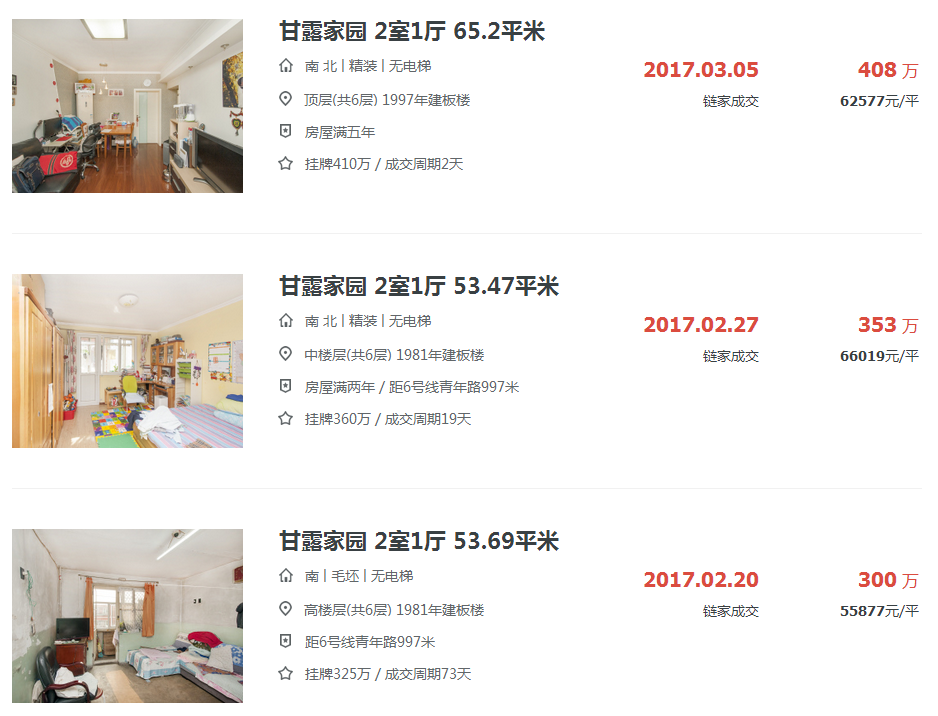 甘露家园 2室1厅 65.2平米
南 北 | 精装 | 无电梯
2017.03.05
408 万
顶层(共6层) 1997年建板楼
链家成交
62577元/平
房屋满五年
挂牌410万 / 成交周期2天
甘露家园 2室1厅 53.47平米
南 北 | 精装 | 无电梯
2017.02.27
353 万
中楼层(共6层) 1981年建板楼
链家成交
66019元/平
房屋满两年 / 距6号线青年路997米
挂牌360万 / 成交周期19天
甘露家园 2室1厅 53.69平米
南 | 毛坯 | 无电梯
2017.02.20
300 万
高楼层(共6层) 1981年建板楼
链家成交
55877元/平
距6号线青年路997米
挂牌325万 / 成交周期73天